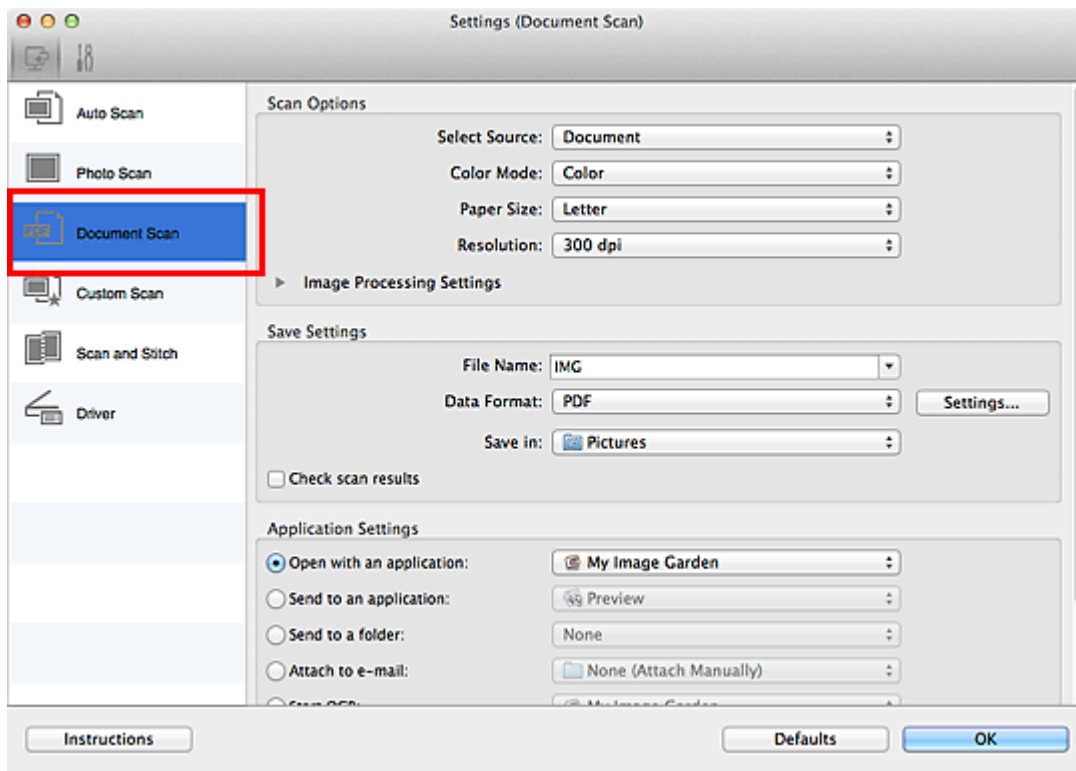 Settings (Document Scan)
Auto Scan
Photo Scan
PDF
Document Scan
Custom Scan
Scan and Stitch
Driver
Scan Options
Select Source: Document
Color Mode: Color
Paper Size: Letter
Resolution: 300 dpi
Image Processing Settings
Save Settings
File Name: IMG
Data Format: PDF Settings...
Save in: Pictures
Check scan results
Application Settings
Open with an application: My Image Garden
Send to an application: Preview
Send to a folder: None
Attach to e-mail: None (Attach Manually)
Instructions Defaults OK